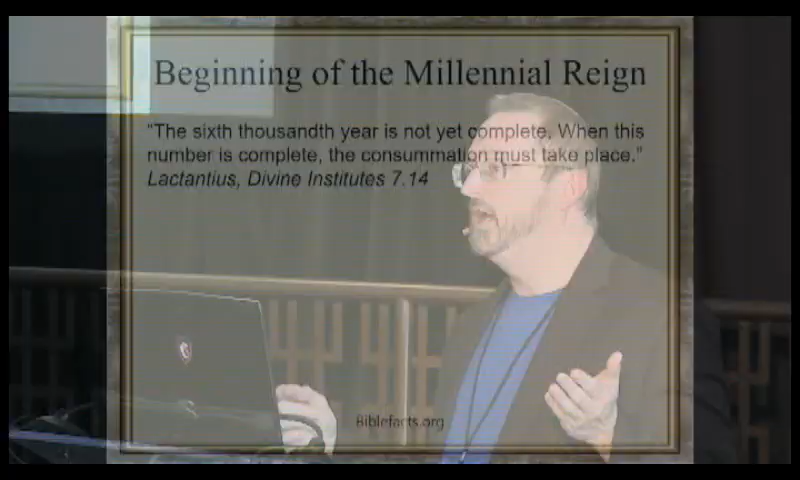 Beginning of the Millennial Reign
"The sixth thousandth year is not yet complete. When this
number is complete, the consummation must take place."
Lactantius, Divine Institutes 7.14
Biblefacts.org